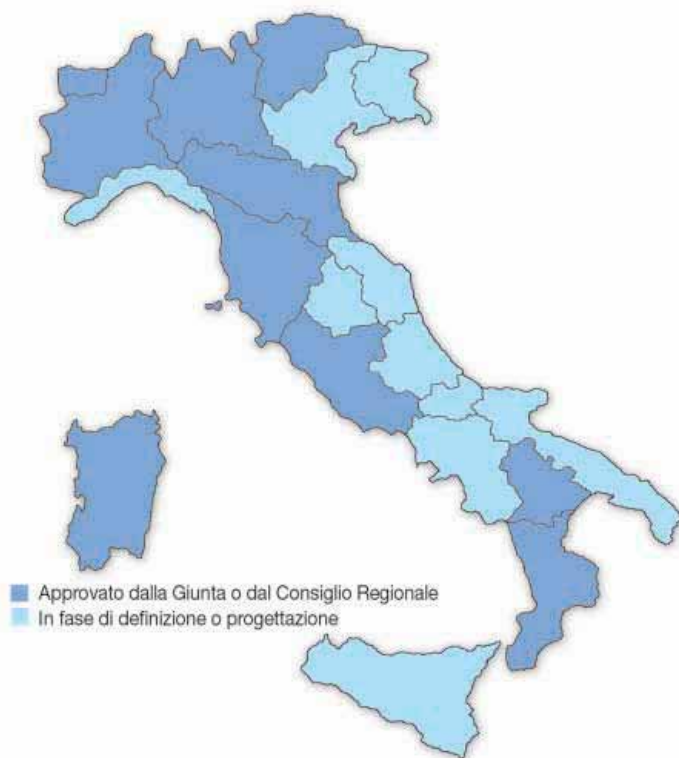 Approvato dalla Giunta o dal Consiglio Regionale
In fase di definizione o progettazione